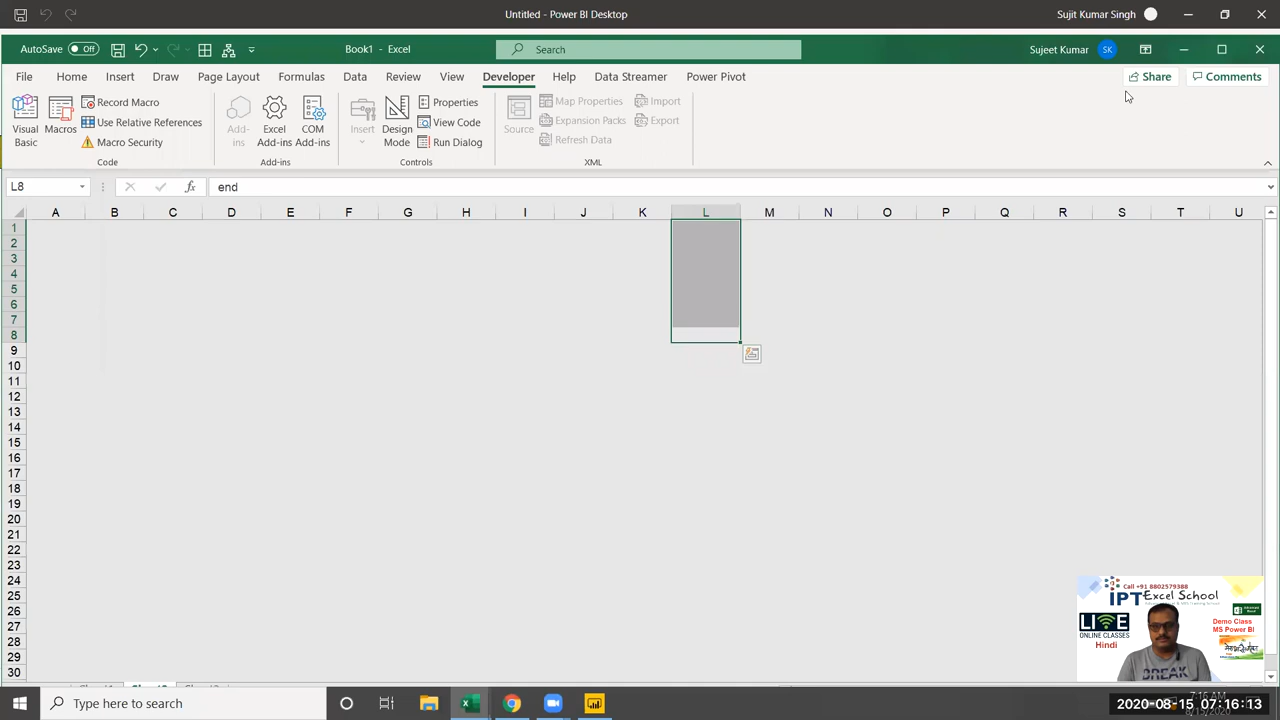 Untitled - Power BI Desktop
Sujit Kumar Singh
AutoSave Off
Book1 - Excel
Search
Sujeet Kumar SK
File Home Insert Draw Page Layout Formulas Data Review View Developer Help Data Streamer Power Pivot
Share Comments
Visual Basic
Macros
Record Macro
Use Relative References
Macro Security
Code
Add-ins
Excel Add-ins
COM Add-ins
Add-ins
Insert
Design Mode
Properties
View Code
Run Dialog
Controls
Source
Map Properties
Expansion Packs
Refresh Data
Import
Export
XML
L8
fx
end
A B C D E F G H I J K L M N O P Q R S T U
1
2
3
4
5
6
7
8
9
10
11
12
13
14
15
16
17
18
19
20
21
22
23
24
25
26
27
28
29
30
Call +91 8802579388
IPT Excel School
LIVE
ONLINE CLASSES
Hindi
Demo Class
MS Power BI
BREAK
Type here to search
2020-08-15 07:16:13